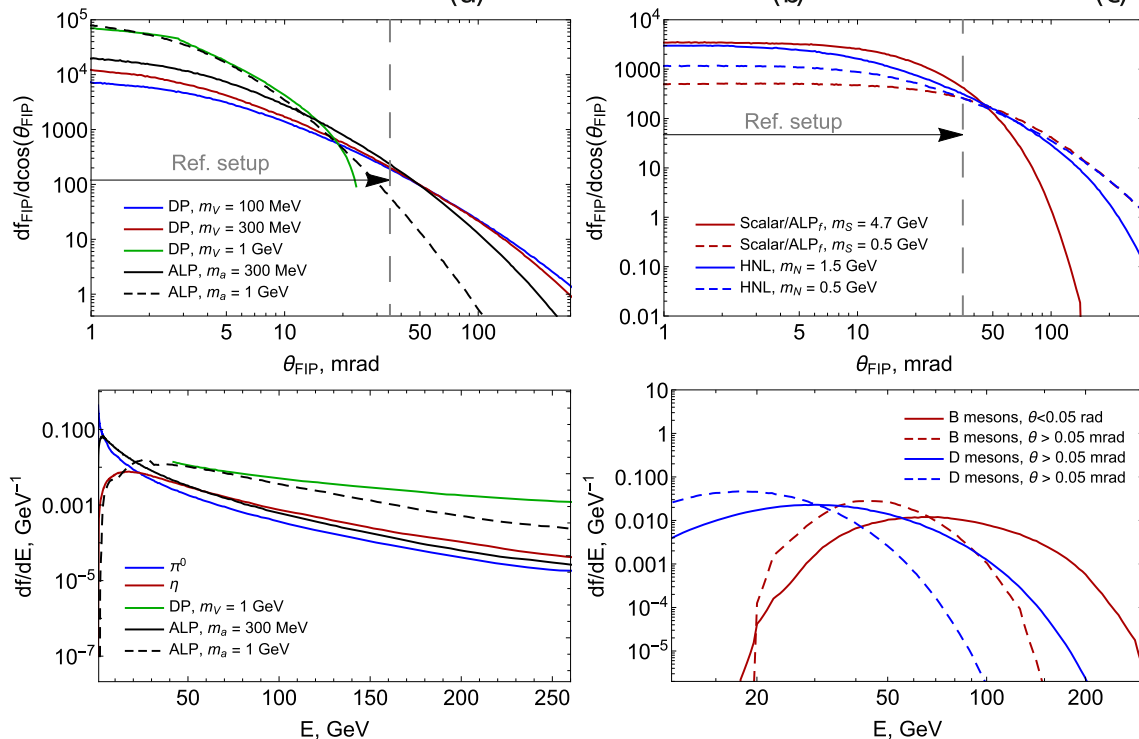 (a) (b) (c)
10^5
10^4
1000
100
10
1
df_FIP/dcos(θ_FIP)
Ref. setup
DP, m_V = 100 MeV
DP, m_V = 300 MeV
DP, m_V = 1 GeV
ALP, m_a = 300 MeV
ALP, m_a = 1 GeV
1 5 10 50 100
θ_FIP, mrad
10^4
1000
100
10
1
0.10
0.01
df_FIP/dcos(θ_FIP)
Ref. setup
Scalar/ALP_f, m_S = 4.7 GeV
Scalar/ALP_f, m_S = 0.5 GeV
HNL, m_N = 1.5 GeV
HNL, m_N = 0.5 GeV
1 5 10 50 100
θ_FIP, mrad
0.100
0.001
10^-5
10^-7
df/dE, GeV^-1
π^0
η
DP, m_V = 1 GeV
ALP, m_a = 300 MeV
ALP, m_a = 1 GeV
50 100 150 200 250
E, GeV
10
1
0.100
0.010
0.001
10^-4
10^-5
df/dE, GeV^-1
B mesons, θ<0.05 rad
B mesons, θ > 0.05 mrad
D mesons, θ > 0.05 mrad
D mesons, θ > 0.05 mrad
20 50 100 200
E, GeV